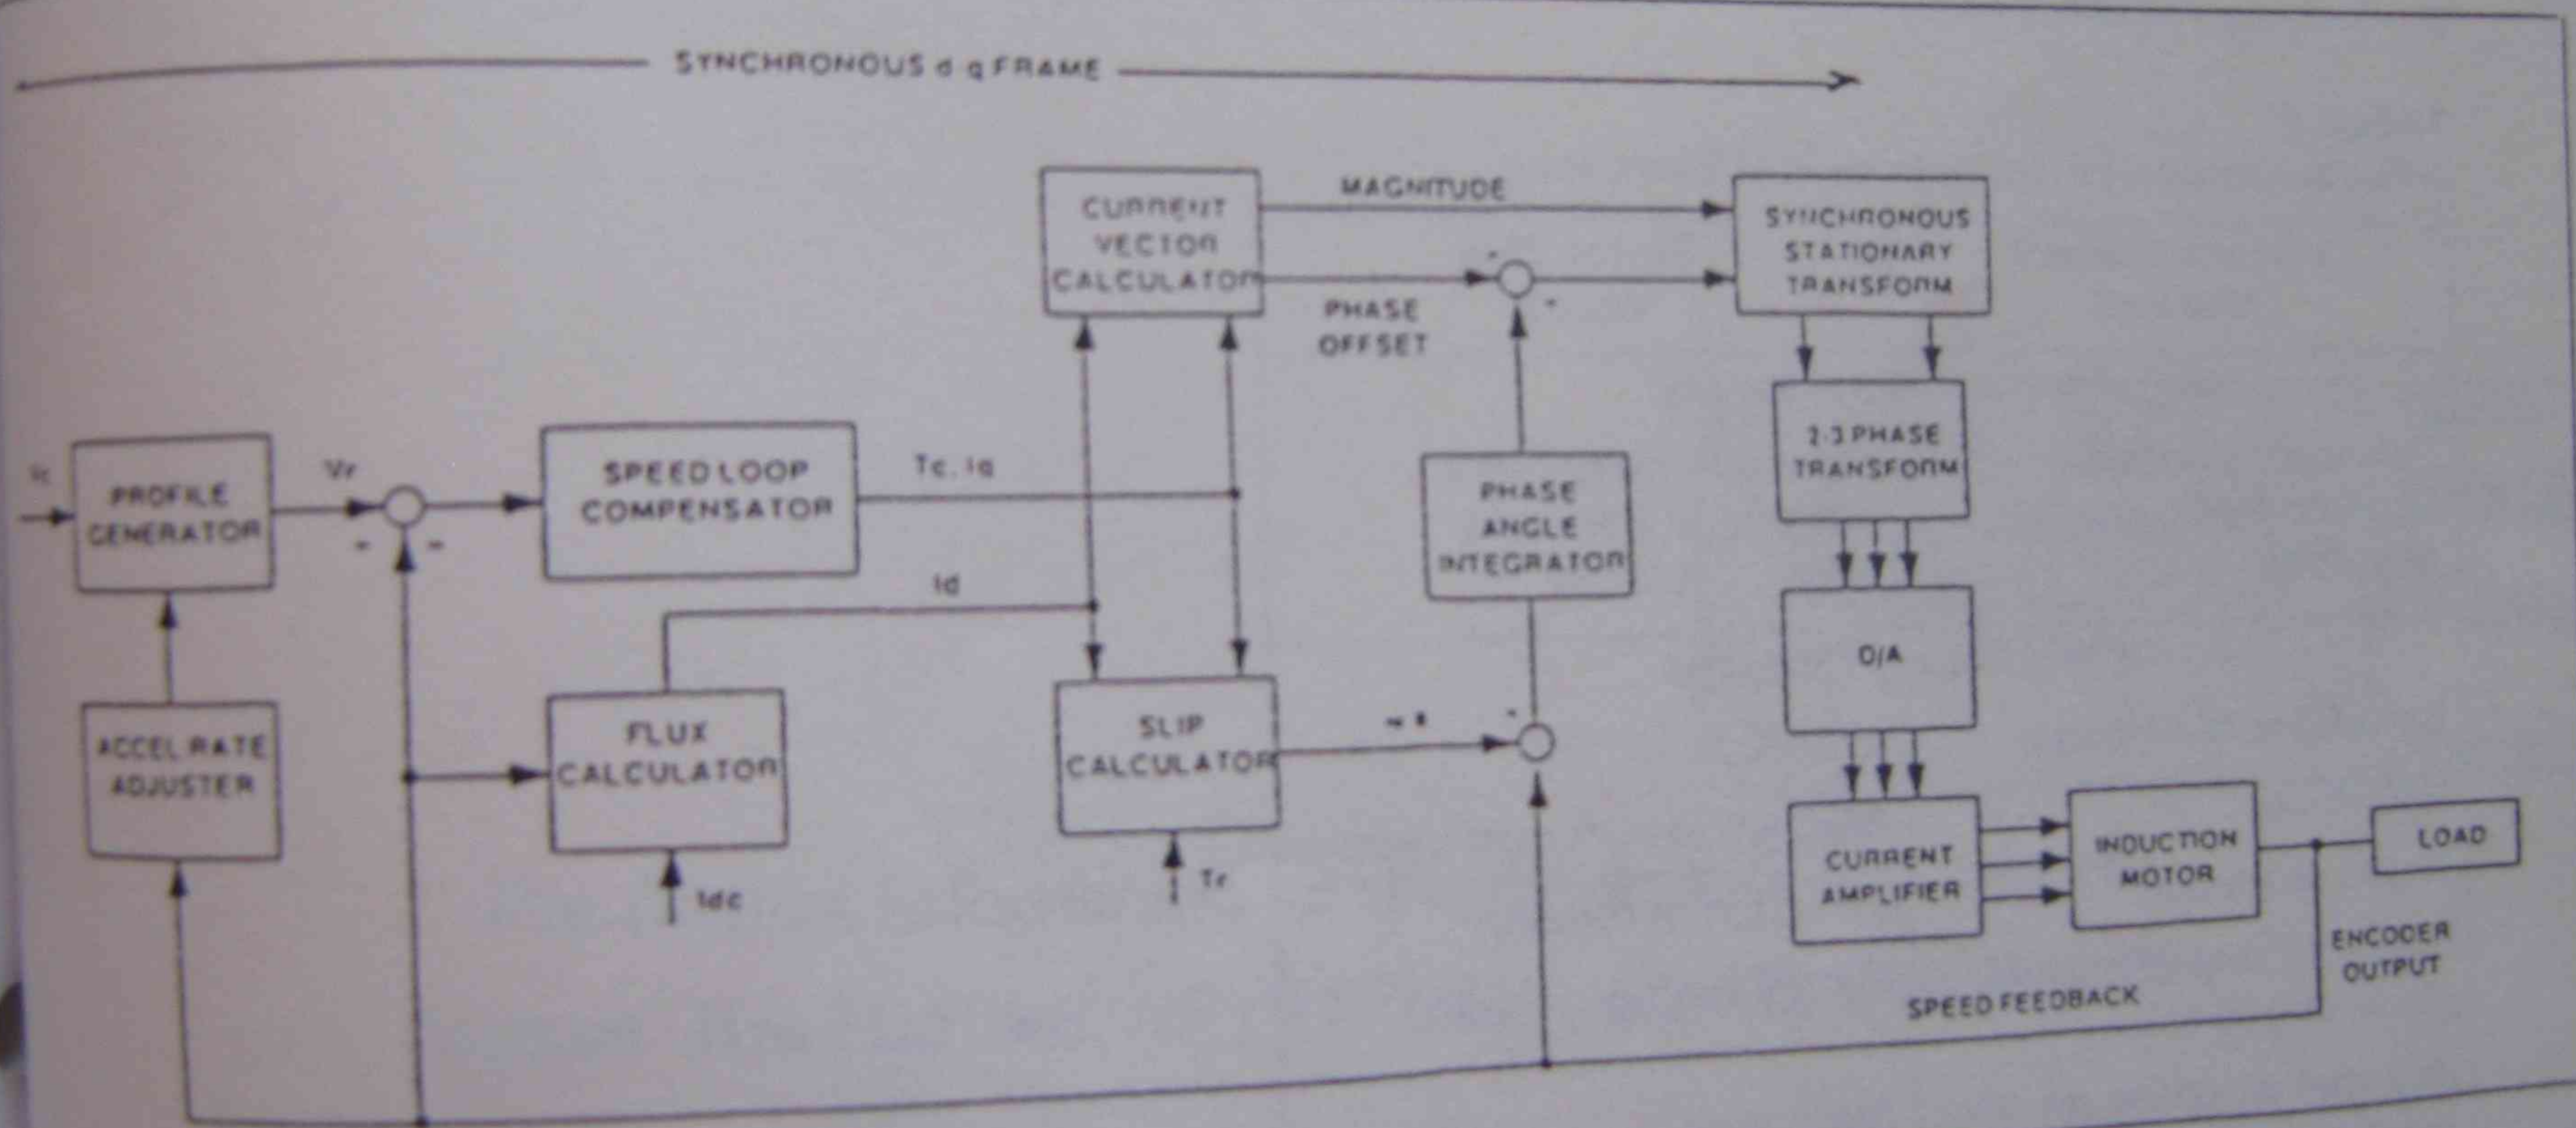 SYNCHRONOUS d q FRAME
CURRENT
VECTOR
CALCULATOR
MAGNITUDE
PHASE
OFFSET
SYNCHRONOUS
STATIONARY
TRANSFORM
2-3 PHASE
TRANSFORM
PROFILE
GENERATOR
Vr
SPEED LOOP
COMPENSATOR
Tc, Iq
Id
PHASE
ANGLE
INTEGRATOR
D/A
ACCEL RATE
ADJUSTER
FLUX
CALCULATOR
Idc
SLIP
CALCULATOR
Tr
CURRENT
AMPLIFIER
INDUCTION
MOTOR
LOAD
ENCODER
OUTPUT
SPEED FEEDBACK